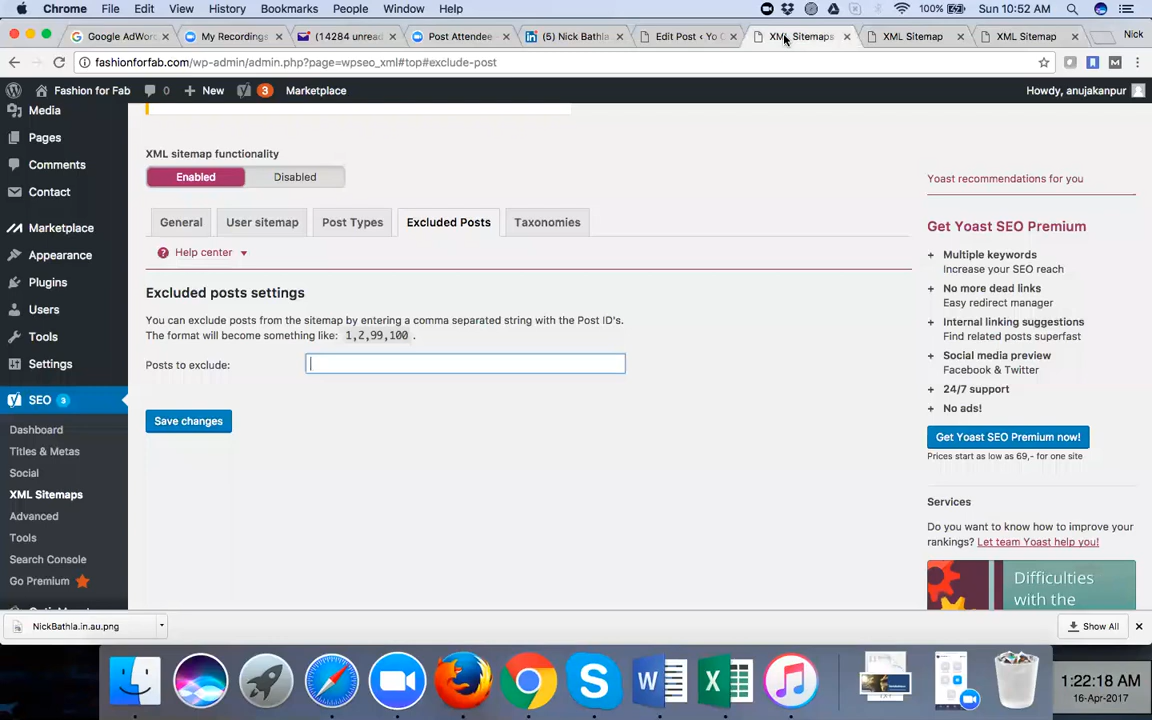 Chrome File Edit View History Bookmarks People Window Help 100% Sun 10:52 AM
Google AdWor
My Recordings
(14284 unread
Post Attendee
(5) Nick Bathla
Edit Post ‹ Yo
XML Sitemaps
XML Sitemap
XML Sitemap
Nick
fashionforfab.com/wp-admin/admin.php?page=wpseo_xml#top#exclude-post
Fashion for Fab 0 New 3 Marketplace Howdy, anujakanpur
Media
Pages
Comments
Contact
Marketplace
Appearance
Plugins
Users
Tools
Settings
SEO 3
Dashboard
Titles & Metas
Social
XML Sitemaps
Advanced
Tools
Search Console
Go Premium
XML sitemap functionality
Enabled Disabled
General User sitemap Post Types Excluded Posts Taxonomies
Help center
Excluded posts settings
You can exclude posts from the sitemap by entering a comma separated string with the Post ID's.
The format will become something like: 1,2,99,100 .
Posts to exclude:
Save changes
Yoast recommendations for you
Get Yoast SEO Premium
+ Multiple keywords
Increase your SEO reach
+ No more dead links
Easy redirect manager
+ Internal linking suggestions
Find related posts superfast
+ Social media preview
Facebook & Twitter
+ 24/7 support
+ No ads!
Get Yoast SEO Premium now!
Prices start as low as 69,- for one site
Services
Do you want to know how to improve your
rankings? Let team Yoast help you!
Difficulties
with the
NickBathla.in.au.png
Show All
1:22:18 AM
16-Apr-2017